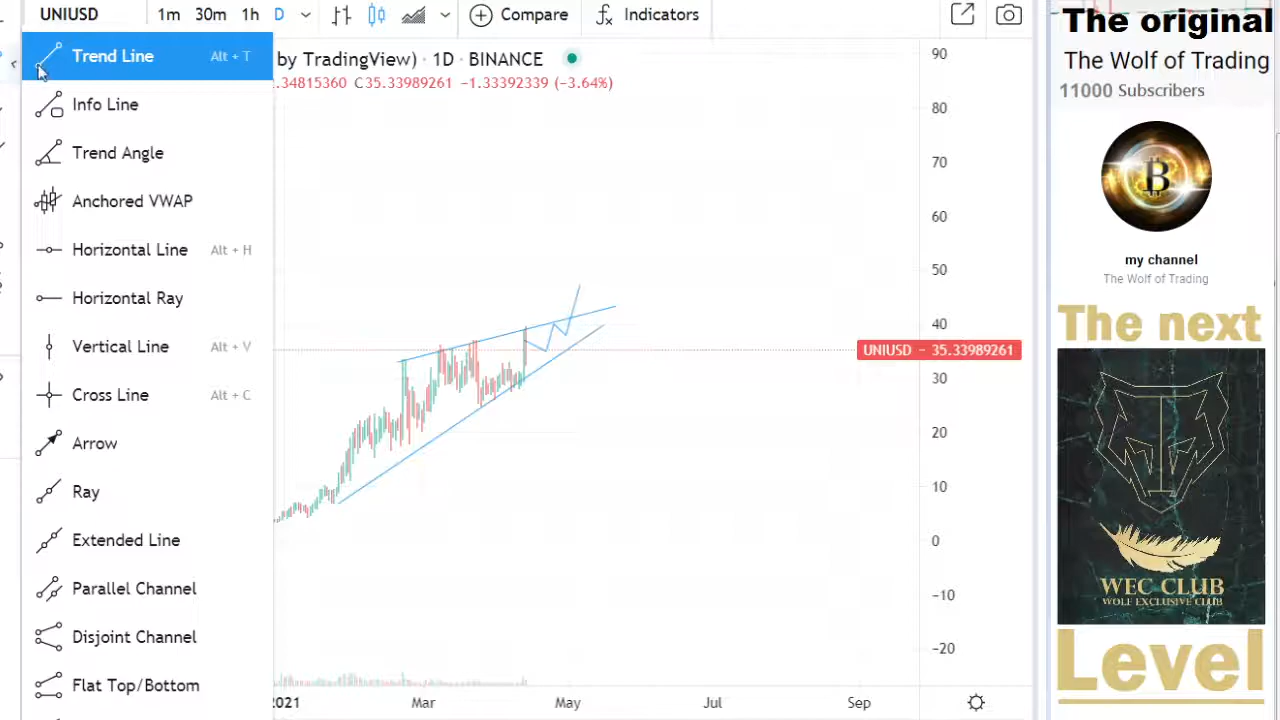 UNIUSD 1m 30m 1h D Compare Indicators
Trend Line Alt + T
Info Line
Trend Angle
Anchored VWAP
Horizontal Line Alt + H
Horizontal Ray
Vertical Line Alt + V
Cross Line Alt + C
Arrow
Ray
Extended Line
Parallel Channel
Disjoint Channel
Flat Top/Bottom
by TradingView) · 1D · BINANCE
.34815360 C35.33989261 −1.33392339 (−3.64%)
90
80
70
60
50
40
UNIUSD − 35.33989261
30
20
10
0
−10
−20
2021 Mar May Jul Sep
The original
The Wolf of Trading
11000 Subscribers
B
my channel
The Wolf of Trading
The next
WEC CLUB
WOLF EXCLUSIVE CLUB
Level